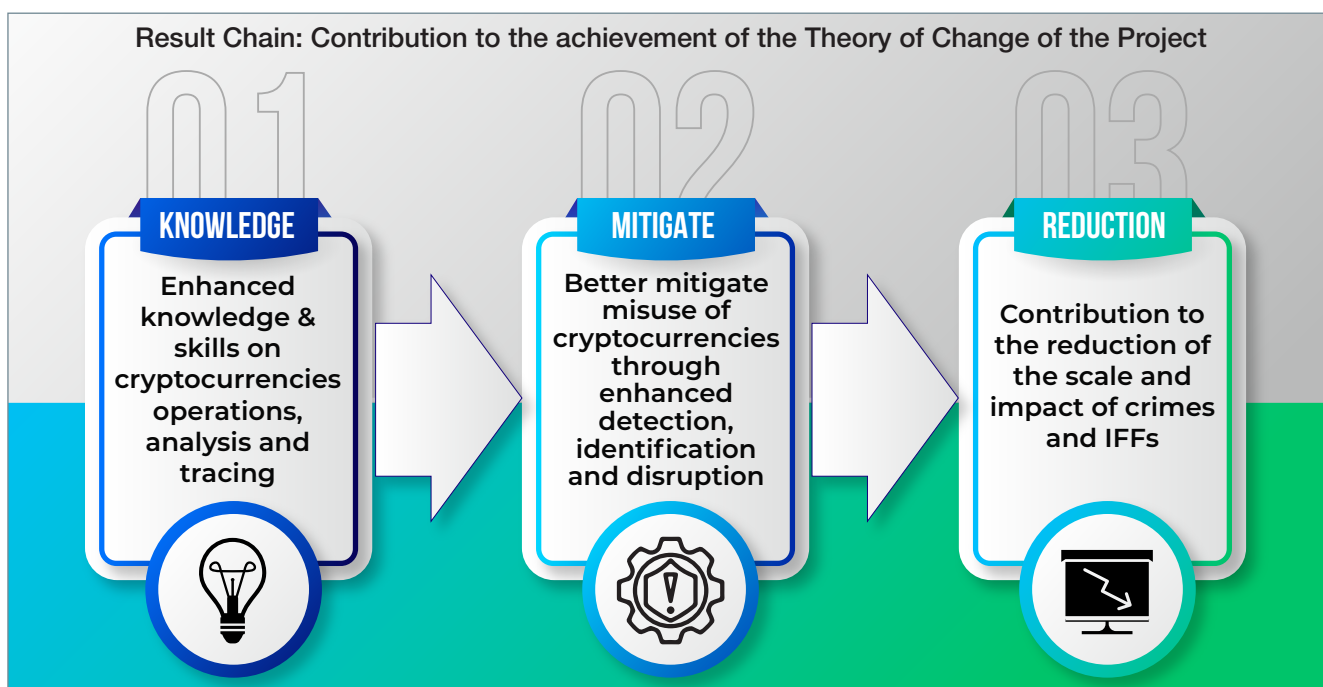 Result Chain: Contribution to the achievement of the Theory of Change of the Project
01
KNOWLEDGE
Enhanced
knowledge &
skills on
cryptocurrencies
operations,
analysis and
tracing
02
MITIGATE
Better mitigate
misuse of
cryptocurrencies
through
enhanced
detection,
identification
and disruption
03
REDUCTION
Contribution to
the reduction of
the scale and
impact of crimes
and IFFs